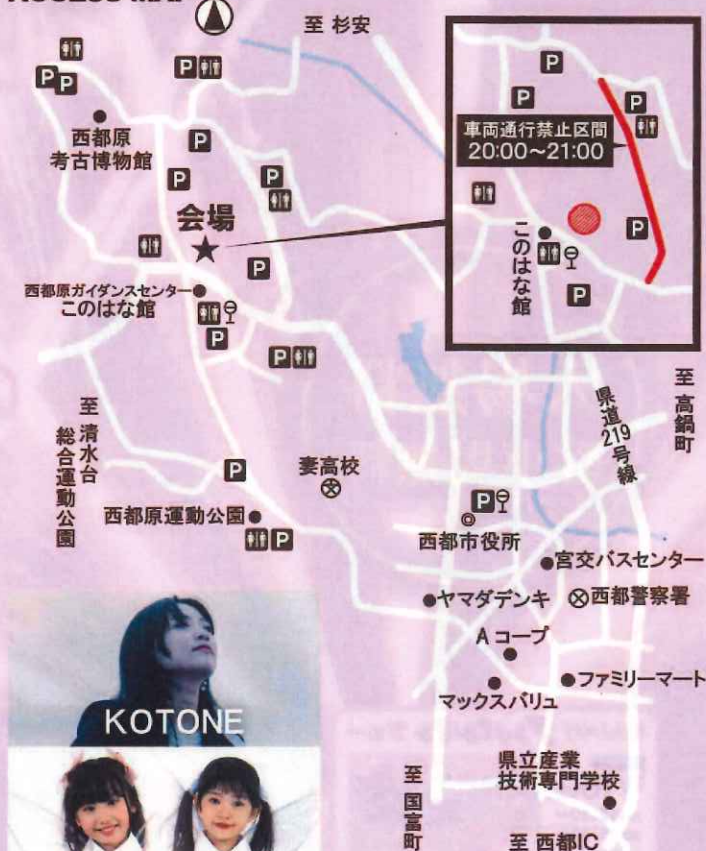 至 杉安
P
P
P
P
P
P
P
西都原
考古博物館
会場
P
西都原ガイダンスセンター
このはな館
P
P
至 清水台
総合運動公園
P
妻高校
西都原運動公園
P
P
P
P
車両通行禁止区間
20:00〜21:00
P
このはな館
P
至 高鍋町
県道219号線
P
西都市役所
宮交バスセンター
ヤマダデンキ
西都警察署
Aコープ
ファミリーマート
マックスバリュ
県立産業
技術専門学校
至 国富町
至 西都IC
KOTONE